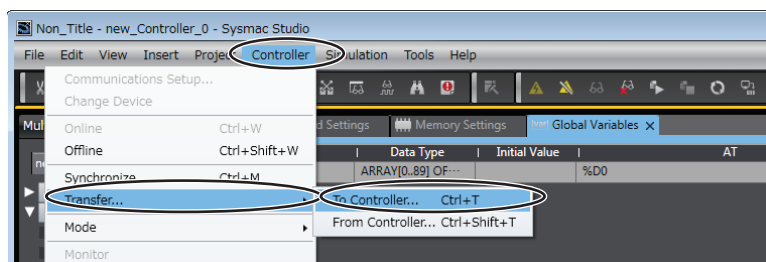 Non_Title - new_Controller_0 - Sysmac Studio
File Edit View Insert Project Controller Simulation Tools Help
Communications Setup...
Change Device
Online Ctrl+W
Settings Memory Settings Global Variables X
Offline Ctrl+Shift+W
Data Type Initial Value AT
Synchronize Ctrl+M
ARRAY[0..89] OF··· %D0
Transfer... To Controller... Ctrl+T
Mode From Controller... Ctrl+Shift+T
Monitor